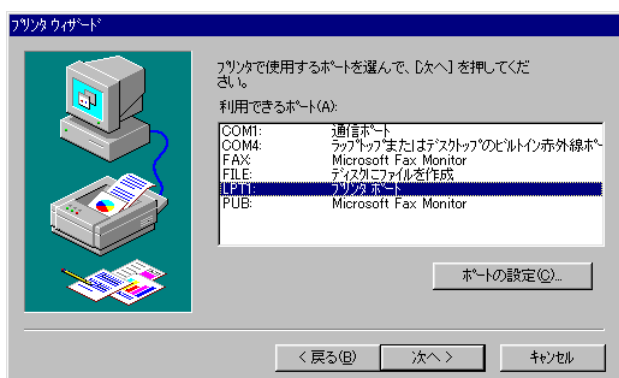 プリンタ ウィザード
プリンタで使用するポートを選んで、[次へ] を押してくだ
さい。
利用できるポート(A):
COM1: 通信ポート
COM4: ラップトップまたはデスクトップのビルトイン赤外線ポー
FAX: Microsoft Fax Monitor
FILE: ディスクにファイルを作成
LPT1: プリンタ ポート
PUB: Microsoft Fax Monitor
ポートの設定(C)...
< 戻る(B)
次へ >
キャンセル